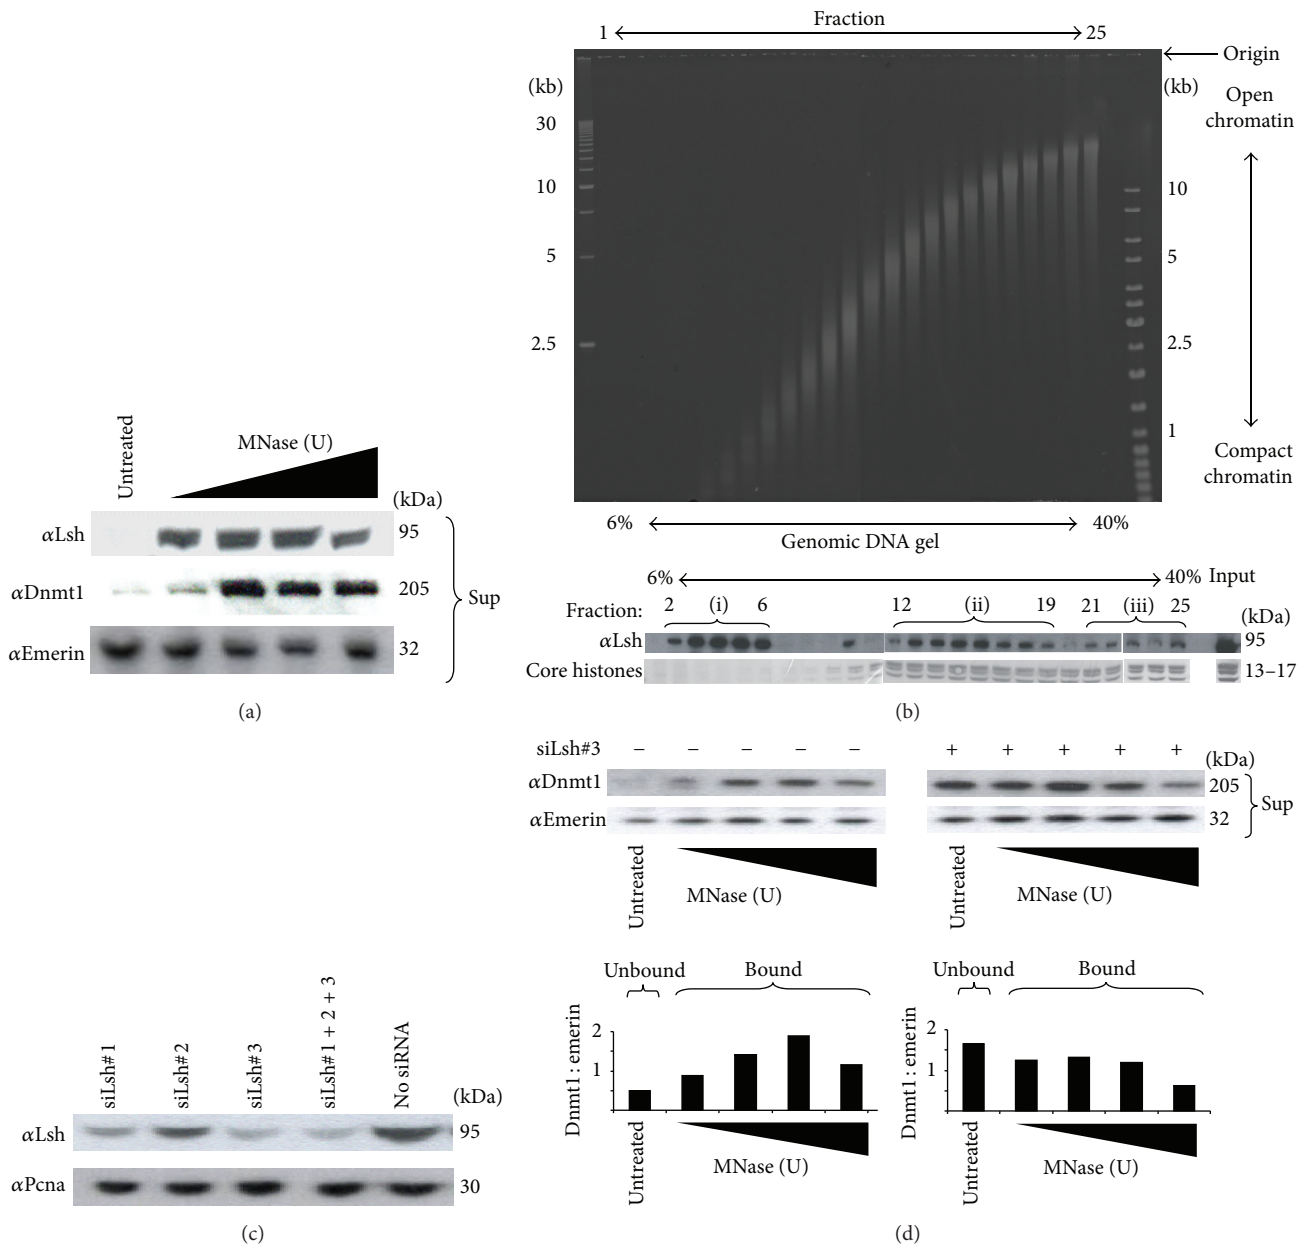 Untreated
MNase (U)
(kDa)
αLsh
95
αDnmt1
205
αEmerin
32
Sup
(a)
Fraction
1
25
Origin
(kb)
30
10
5
2.5
(kb)
10
5
2.5
1
Open
chromatin
Compact
chromatin
6%
40%
Genomic DNA gel
6%
40%
Input
Fraction:
2
(i)
6
12
(ii)
19
21
(iii)
25
(kDa)
αLsh
95
Core histones
13–17
(b)
siLsh#1
siLsh#2
siLsh#3
siLsh#1 + 2 + 3
No siRNA
(kDa)
αLsh
95
αPcna
30
(c)
siLsh#3
− − − − −
+ + + + +
(kDa)
αDnmt1
205
αEmerin
32
Sup
Untreated
MNase (U)
Untreated
MNase (U)
Unbound
Bound
Dnmt1 : emerin
2
1
Untreated
MNase (U)
Unbound
Bound
Dnmt1 : emerin
2
1
Untreated
MNase (U)
(d)